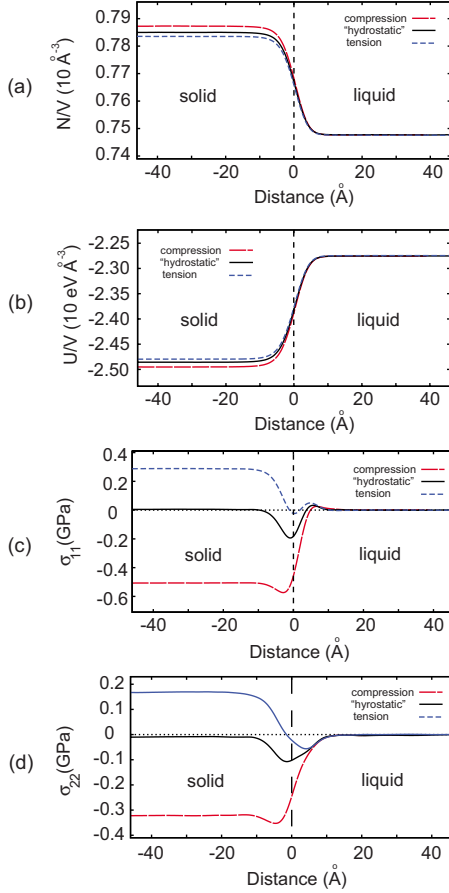 (a)
N/V (10 Å⁻³)
0.79
0.78
0.77
0.76
0.75
0.74
compression
"hydrostatic"
tension
solid
liquid
-40 -20 0 20 40
Distance (Å)
(b)
U/V (10 eV Å⁻³)
-2.25
-2.30
-2.30
-2.40
-2.40
-2.50
compression
"hydrostatic"
tension
solid
liquid
-40 -20 0 20 40
Distance (Å)
(c)
σ₁₁(GPa)
0.4
0.2
0
-0.2
-0.4
-0.6
compression
"hydrostatic"
tension
solid
liquid
-40 -20 0 20 40
Distance (Å)
(d)
σ₂₂(GPa)
0.2
0.1
0
-0.1
-0.2
-0.3
-0.4
compression
"hyrostatic"
tension
solid
liquid
-40 -20 0 20 40
Distance (Å)